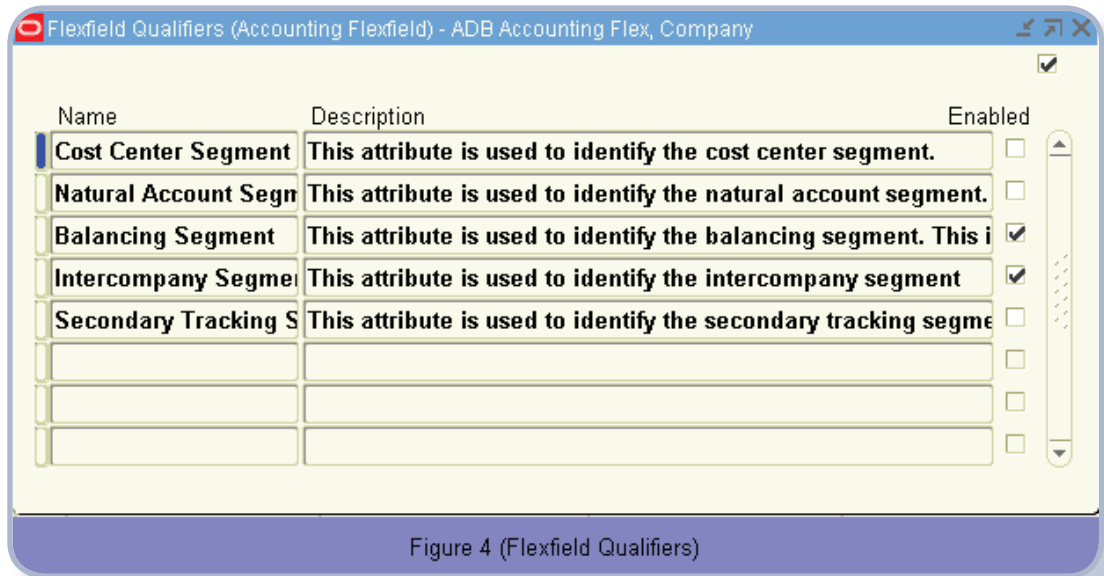 Flexfield Qualifiers (Accounting Flexfield) - ADB Accounting Flex, Company
Name Description Enabled
Cost Center Segment This attribute is used to identify the cost center segment.
Natural Account Segm This attribute is used to identify the natural account segment.
Balancing Segment This attribute is used to identify the balancing segment. This i
Intercompany Segmen This attribute is used to identify the intercompany segment
Secondary Tracking S This attribute is used to identify the secondary tracking segme
Figure 4 (Flexfield Qualifiers)